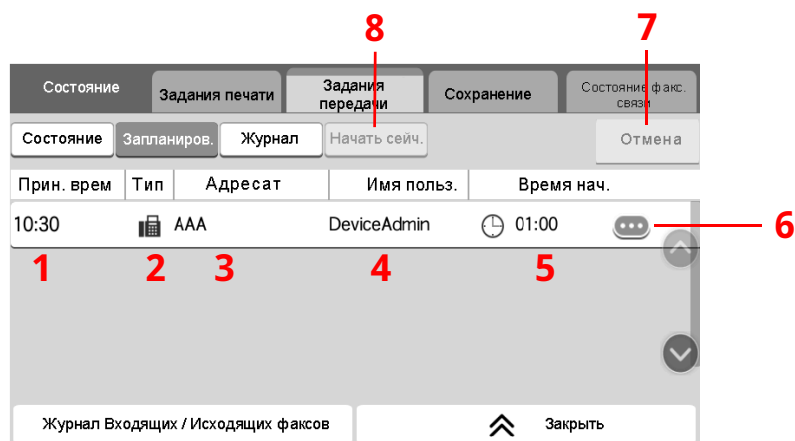 8 7
Состояние Задания печати Задания передачи Сохранение Состояние факс. связи
Состояние Запланиров. Журнал Начать сейч. Отмена
Прин. врем Тип Адресат Имя польз. Время нач.
10:30 AAA DeviceAdmin 01:00 6
1 2 3 4 5
Журнал Входящих / Исходящих факсов Закрыть